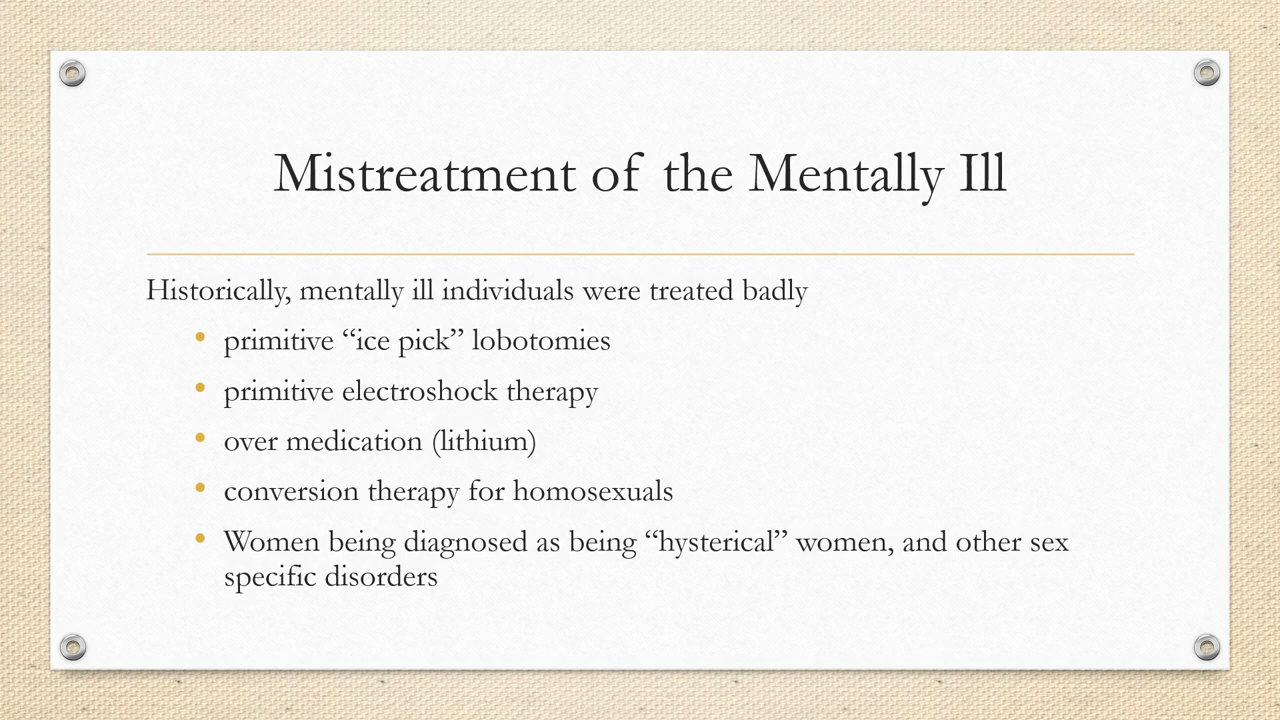 Mistreatment of the Mentally Ill
Historically, mentally ill individuals were treated badly
• primitive “ice pick” lobotomies
• primitive electroshock therapy
• over medication (lithium)
• conversion therapy for homosexuals
• Women being diagnosed as being “hysterical” women, and other sex
specific disorders